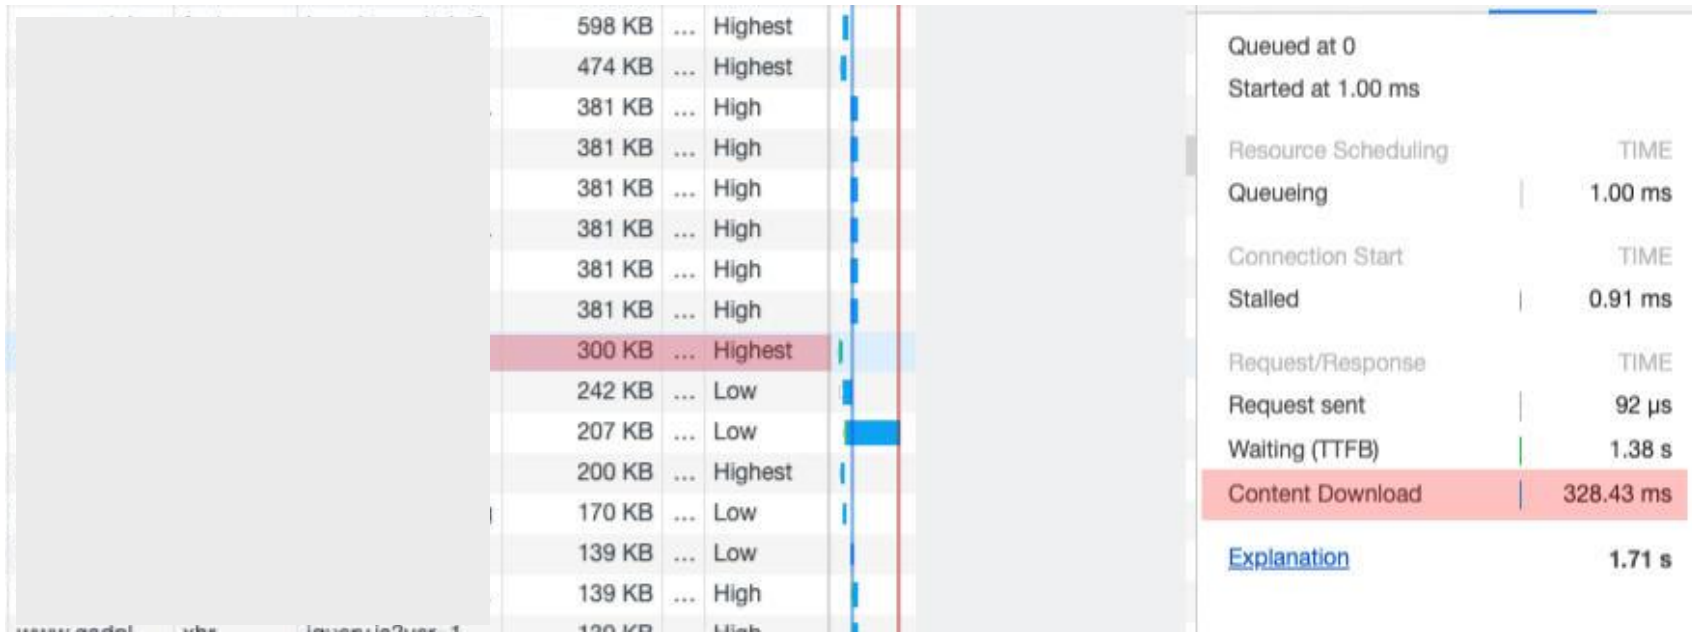 598 KB ... Highest
474 KB ... Highest
381 KB ... High
381 KB ... High
381 KB ... High
381 KB ... High
381 KB ... High
381 KB ... High
300 KB ... Highest
242 KB ... Low
207 KB ... Low
200 KB ... Highest
170 KB ... Low
139 KB ... Low
139 KB ... High
139 KB ... High
Queued at 0
Started at 1.00 ms
Resource Scheduling TIME
Queueing 1.00 ms
Connection Start TIME
Stalled 0.91 ms
Request/Response TIME
Request sent 92 µs
Waiting (TTFB) 1.38 s
Content Download 328.43 ms
Explanation 1.71 s